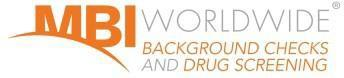 MBI WORLDWIDE®
BACKGROUND CHECKS
AND DRUG SCREENING